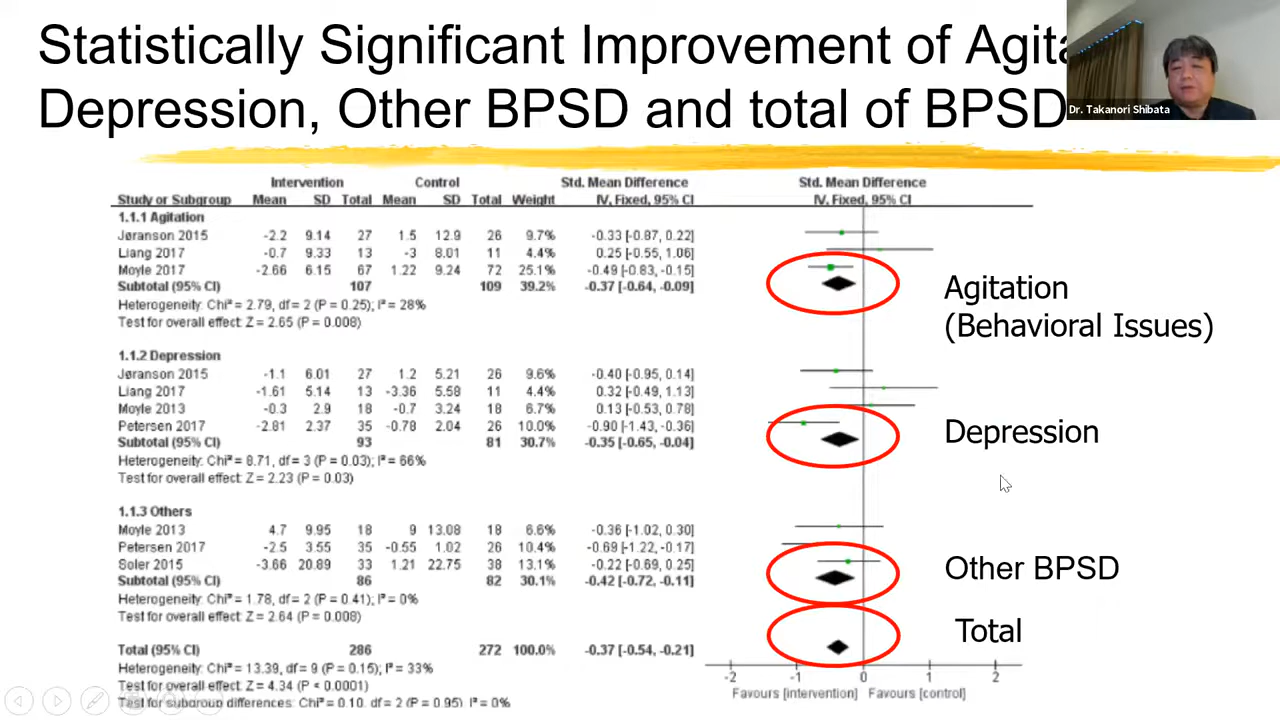 Statistically Significant Improvement of Agita
Depression, Other BPSD and total of BPSD
Dr. Takanori Shibata
Intervention Control Std. Mean Difference Std. Mean Difference
Study or Subgroup Mean SD Total Mean SD Total Weight IV, Fixed, 95% CI IV, Fixed, 95% CI
1.1.1 Agitation
Jøranson 2015 -2.2 9.14 27 1.5 12.9 26 9.7% -0.33 [-0.87, 0.22]
Liang 2017 -0.7 9.33 13 -3 8.01 11 4.4% 0.25 [-0.55, 1.06]
Moyle 2017 -2.66 6.15 67 1.22 9.24 72 25.1% -0.49 [-0.83, -0.15]
Subtotal (95% CI) 107 109 39.2% -0.37 [-0.64, -0.09]
Heterogeneity: Chi² = 2.79, df = 2 (P = 0.25); I² = 28%
Test for overall effect: Z = 2.65 (P = 0.008)
Agitation
(Behavioral Issues)
1.1.2 Depression
Jøranson 2015 -1.1 6.01 27 1.2 5.21 26 9.6% -0.40 [-0.95, 0.14]
Liang 2017 -1.61 5.14 13 -3.36 5.58 11 4.4% 0.32 [-0.49, 1.13]
Moyle 2013 -0.3 2.9 18 -0.7 3.24 18 6.7% 0.13 [-0.53, 0.78]
Petersen 2017 -2.81 2.37 35 -0.78 2.04 26 10.0% -0.90 [-1.43, -0.36]
Subtotal (95% CI) 93 81 30.7% -0.35 [-0.65, -0.04]
Heterogeneity: Chi² = 8.71, df = 3 (P = 0.03); I² = 66%
Test for overall effect: Z = 2.23 (P = 0.03)
Depression
1.1.3 Others
Moyle 2013 4.7 9.95 18 9 13.08 18 6.6% -0.36 [-1.02, 0.30]
Petersen 2017 -2.5 3.55 35 -0.55 1.02 26 10.4% -0.69 [-1.22, -0.17]
Soler 2015 -3.66 20.89 33 1.21 22.75 38 13.1% -0.22 [-0.69, 0.25]
Subtotal (95% CI) 86 82 30.1% -0.42 [-0.72, -0.11]
Heterogeneity: Chi² = 1.78, df = 2 (P = 0.41); I² = 0%
Test for overall effect: Z = 2.64 (P = 0.008)
Other BPSD
Total
Total (95% CI) 286 272 100.0% -0.37 [-0.54, -0.21]
Heterogeneity: Chi² = 13.39, df = 9 (P = 0.15); I² = 33%
Test for overall effect: Z = 4.34 (P < 0.0001)
Test for subgroup differences: Chi² = 0.10, df = 2 (P = 0.95) I² = 0%
-2 -1 0 1 2
Favours [intervention] Favours [control]